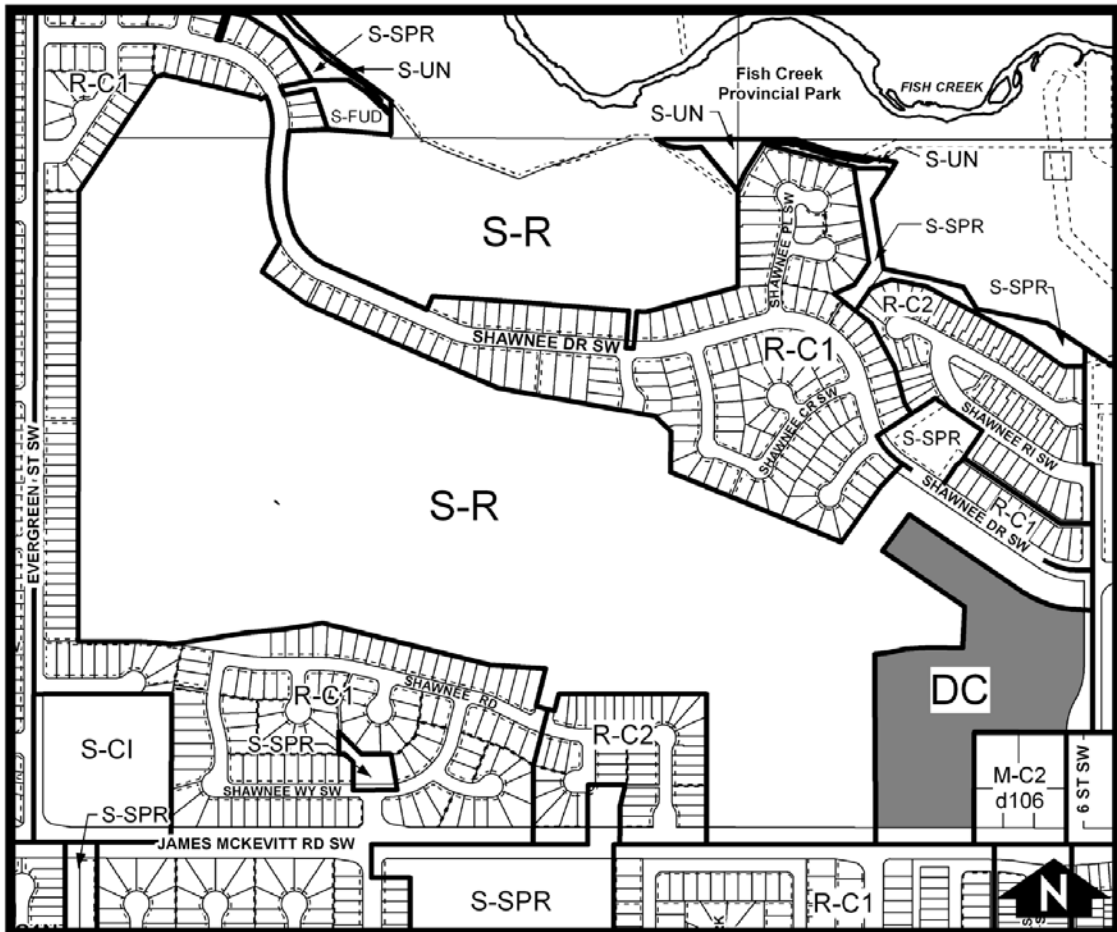 S-SPR
S-UN
R-C1
S-FUD
Fish Creek
Provincial Park
FISH CREEK
S-UN
S-UN
S-SPR
S-SPR
S-R
SHAWNEE PL SW
R-C2
SHAWNEE DR SW
R-C1
SHAWNEE CR SW
S-SPR
SHAWNEE RI SW
EVERGREEN ST SW
S-R
R-C1
SHAWNEE DR SW
DC
R-C1
SHAWNEE RD
S-CI
S-SPR
R-C2
SHAWNEE WY SW
M-C2
d106
6 ST SW
S-SPR
JAMES MCKEVITT RD SW
S-SPR
R-C1
N